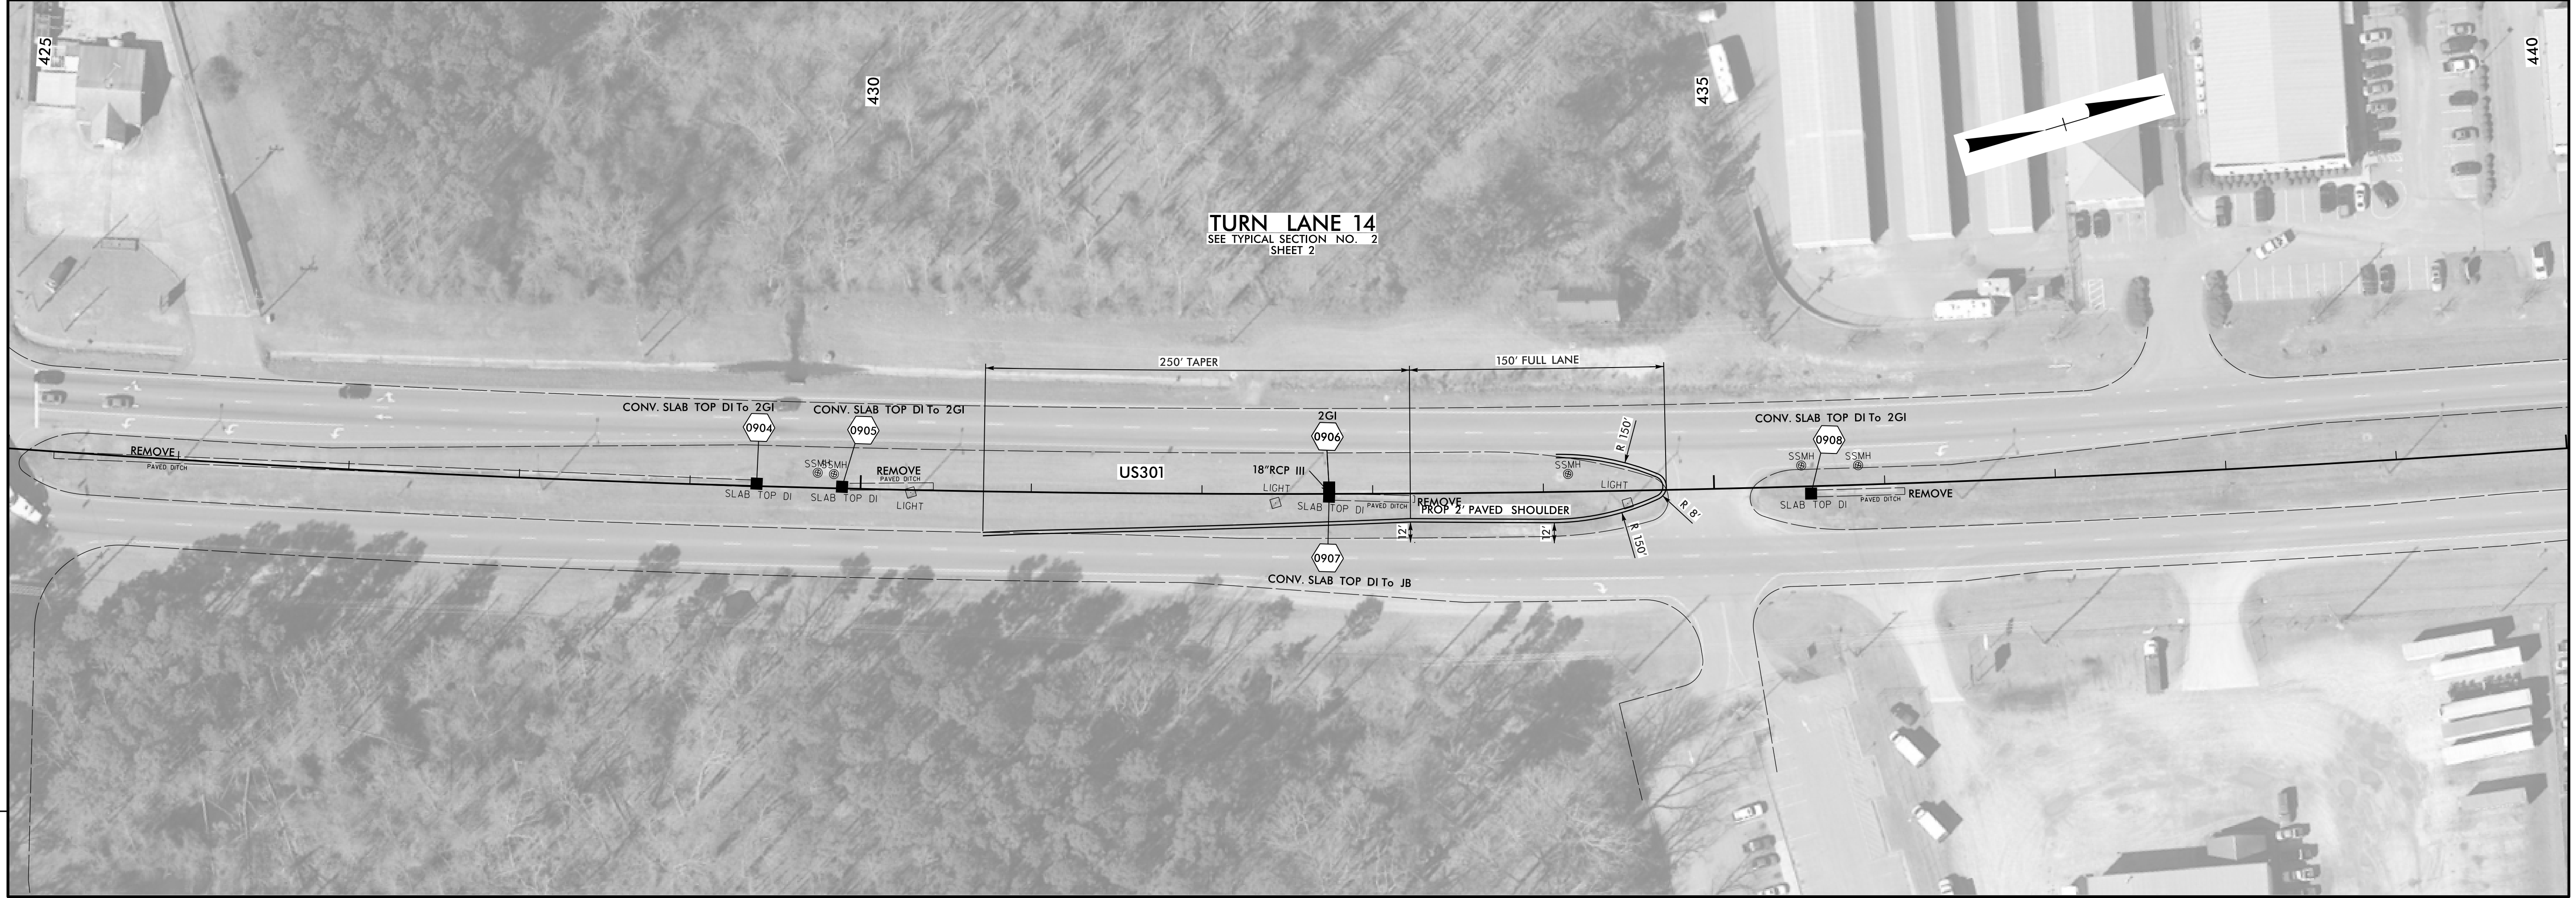 425
430
435
440
TURN LANE 14
SEE TYPICAL SECTION NO. 2
SHEET 2
250' TAPER
150' FULL LANE
CONV. SLAB TOP DI To 2GI
0904
CONV. SLAB TOP DI To 2GI
0905
2GI
0906
CONV. SLAB TOP DI To 2GI
0908
R 150'
REMOVE
PAVED DITCH
SSMH
SSMH
REMOVE
PAVED DITCH
US301
18"RCP III
SSMH
SSMH
SSMH
SLAB TOP DI
SLAB TOP DI
LIGHT
LIGHT
LIGHT
SLAB TOP DI
PAVED DITCH
REMOVE
PROP 2' PAVED SHOULDER
R 8'
SLAB TOP DI
PAVED DITCH
REMOVE
12'
12'
R 150'
0907
CONV. SLAB TOP DI To JB